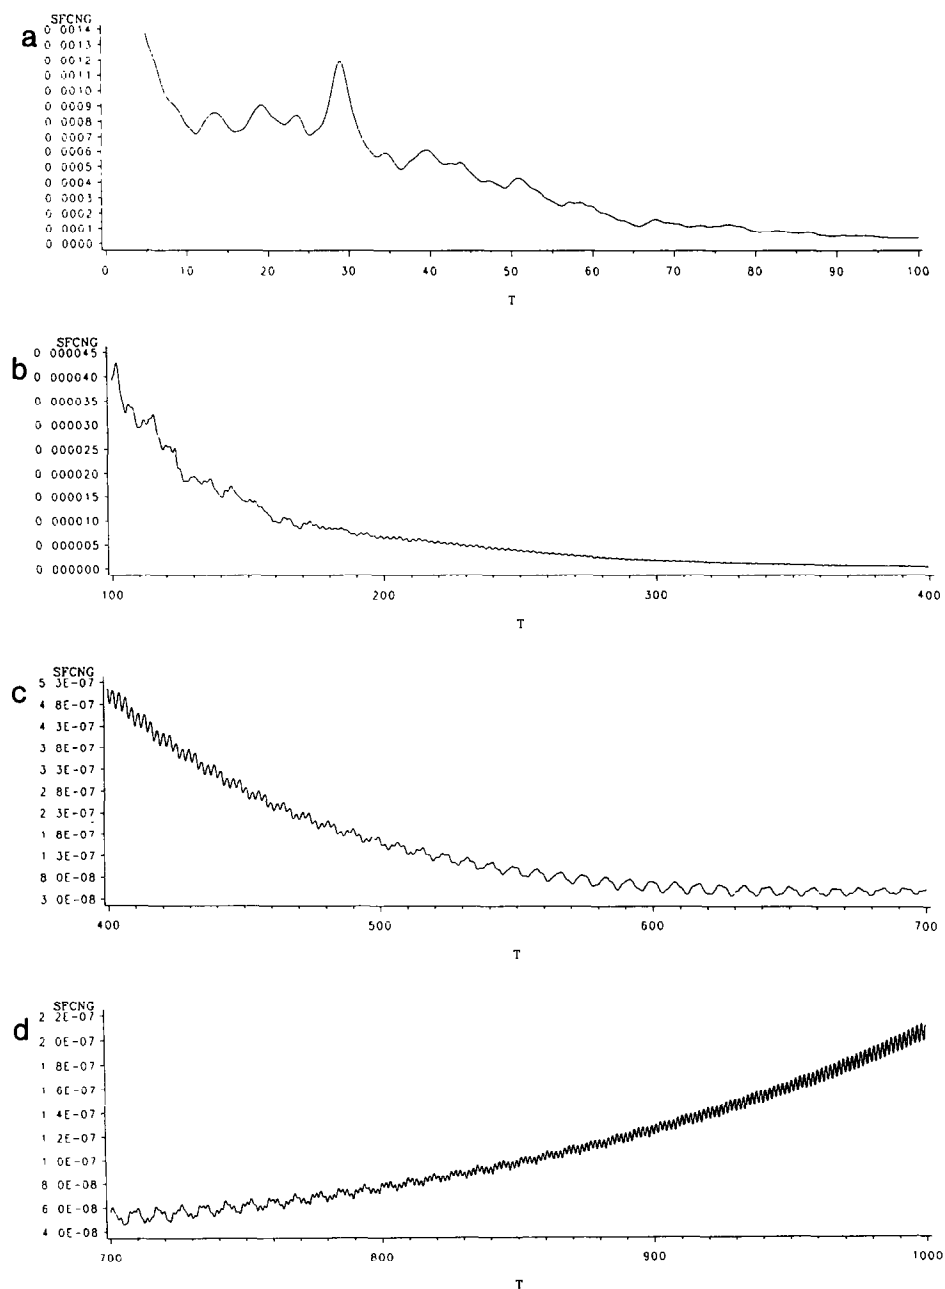 SFCNG
a
0 0014
0 0013
0 0012
0 0011
0 0010
0 0009
0 0008
0 0007
0 0006
0 0005
0 0004
0 0003
0 0002
0 0001
0 0000
0 10 20 30 40 50 60 70 80 90 100
T
SFCNG
b
0 000045
0 000040
0 000035
0 000030
0 000025
0 000020
0 000015
0 000010
0 000005
0 000000
100 200 300 400
T
SFCNG
c
5 3E-07
4 8E-07
4 3E-07
3 8E-07
3 3E-07
2 8E-07
2 3E-07
1 8E-07
1 3E-07
8 0E-08
3 0E-08
400 500 600 700
T
SFCNG
d
2 2E-07
2 0E-07
1 8E-07
1 6E-07
1 4E-07
1 2E-07
1 0E-07
8 0E-08
6 0E-08
4 0E-08
700 800 900 1000
T